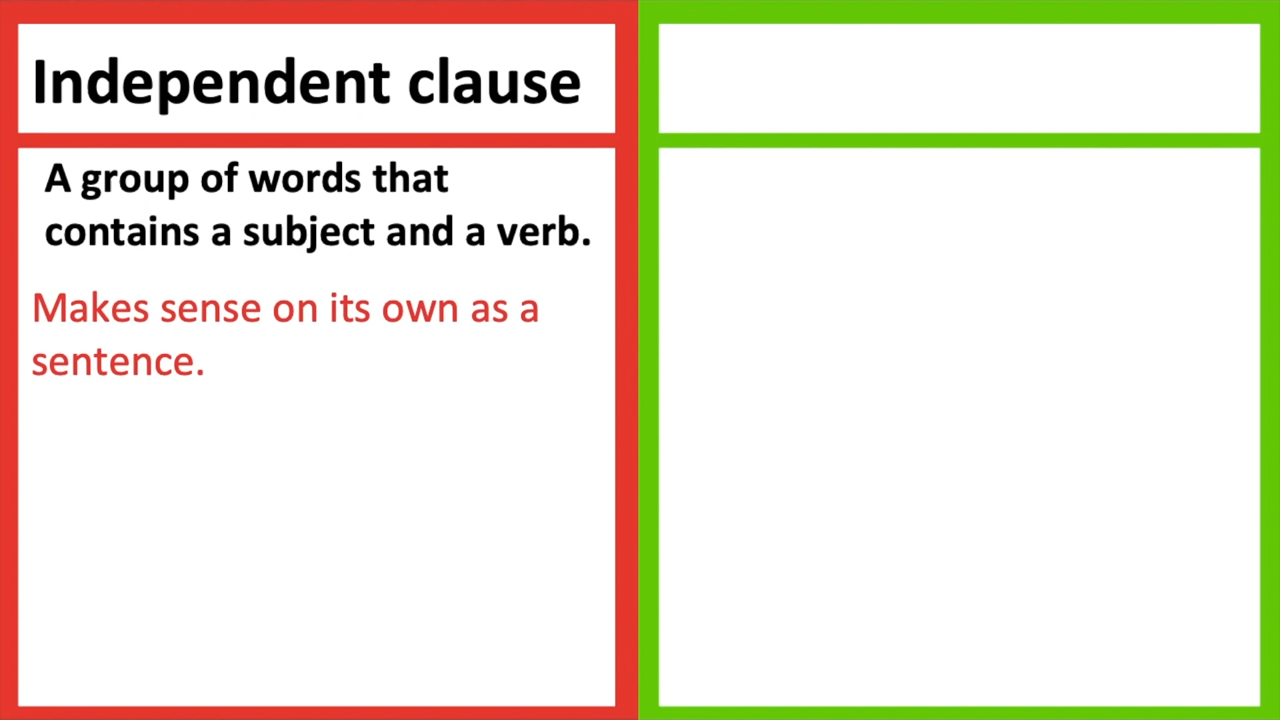 Independent clause
A group of words that
contains a subject and a verb.
Makes sense on its own as a
sentence.